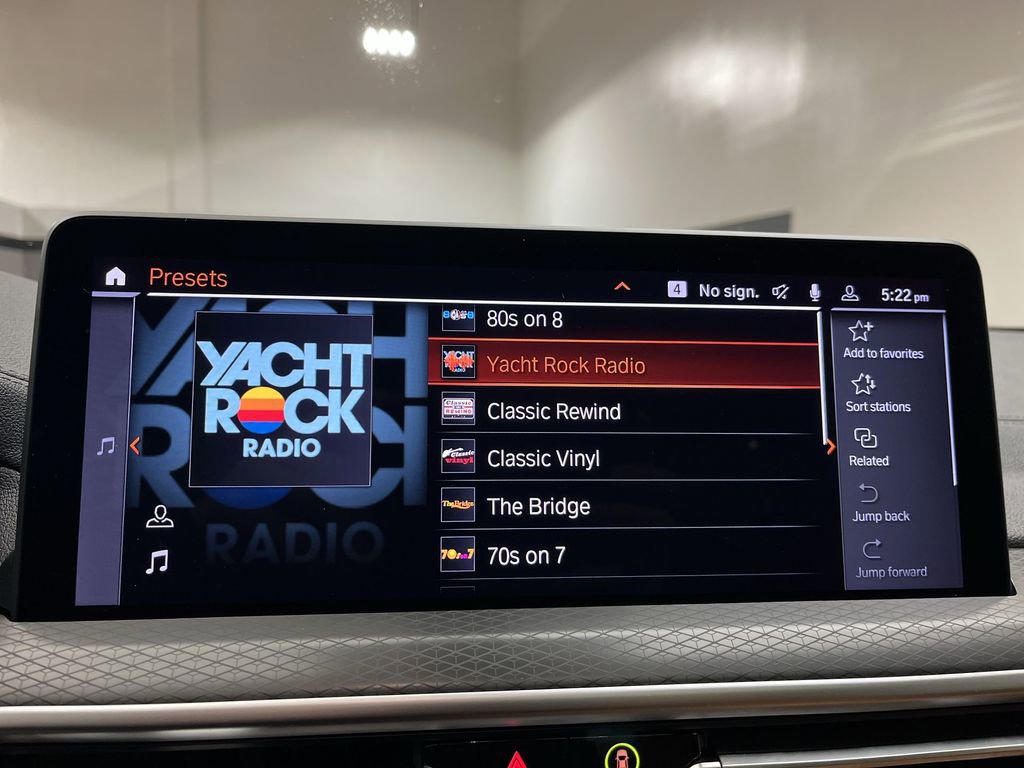 Presets
4 No sign. 5:22 pm
YACHT
ROCK
RADIO
RADIO
80s on 8
Yacht Rock Radio
Classic Rewind
Classic Vinyl
The Bridge
70s on 7
Add to favorites
Sort stations
Related
Jump back
Jump forward